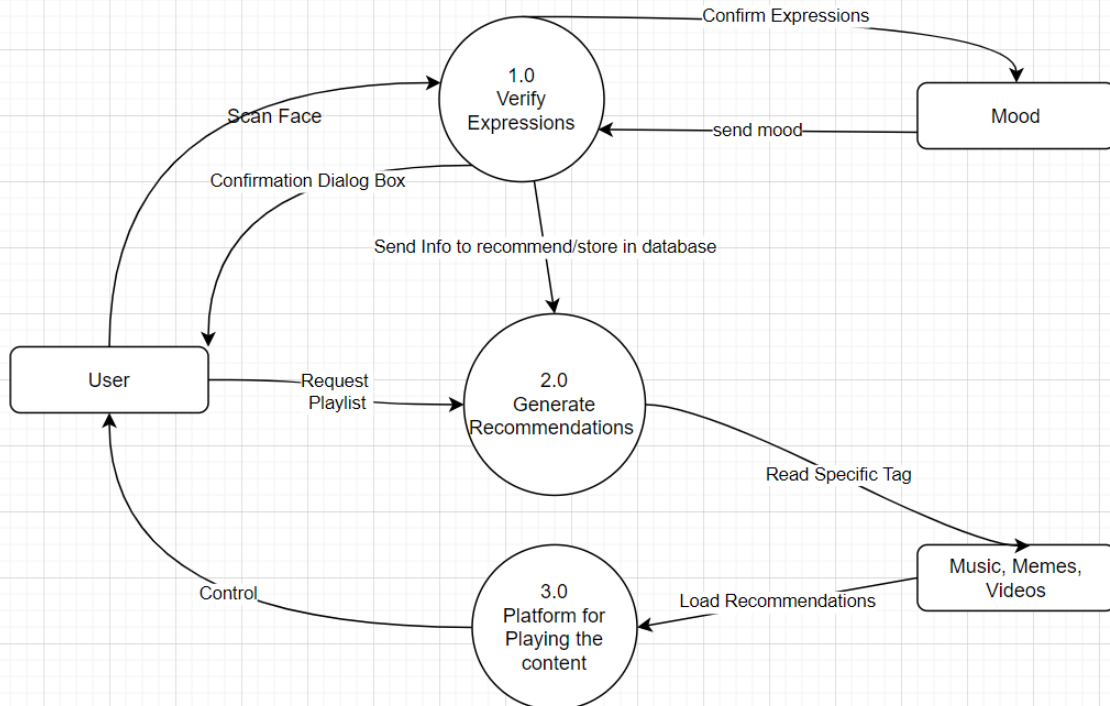 Confirm Expressions
1.0
Verify
Expressions
Mood
Scan Face
send mood
Confirmation Dialog Box
Send Info to recommend/store in database
User
Request
Playlist
2.0
Generate
Recommendations
Read Specific Tag
Music, Memes,
Videos
Control
3.0
Platform for
Playing the
content
Load Recommendations